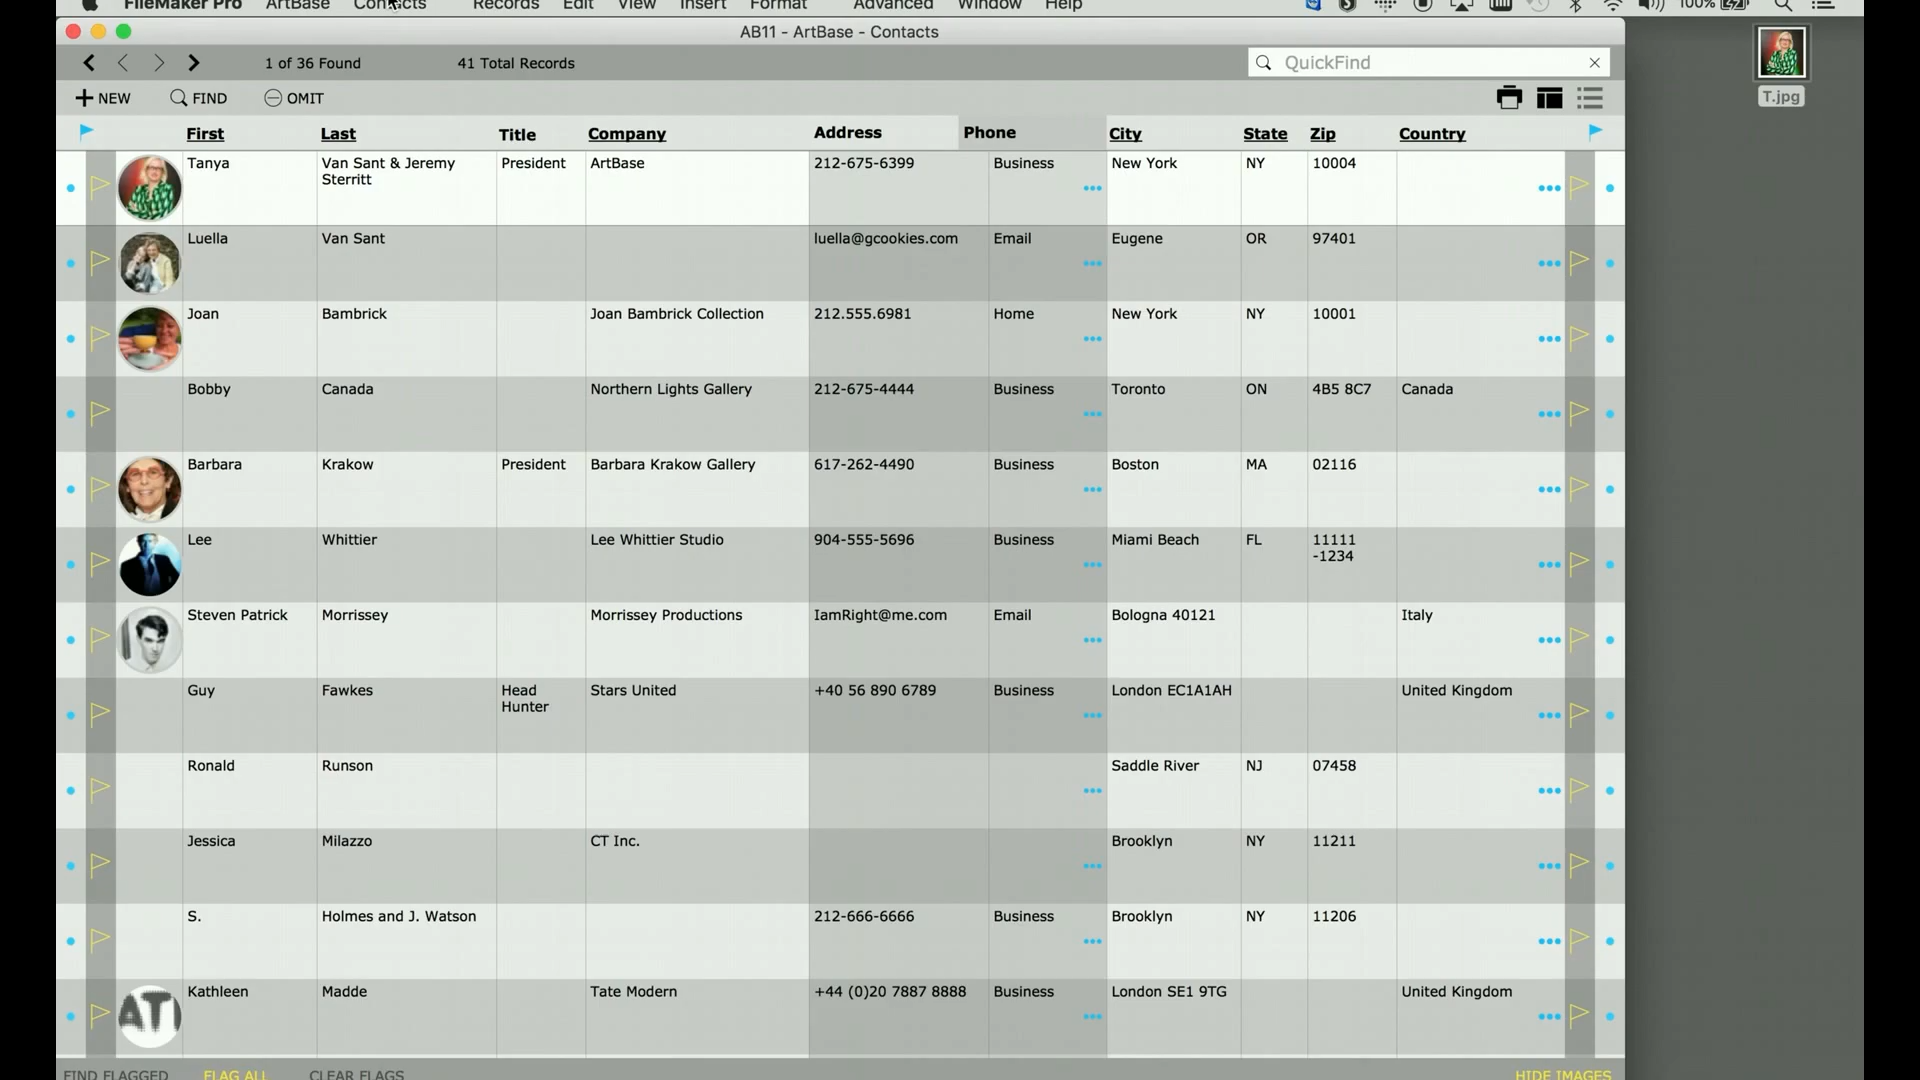 FileMaker Pro ArtBase Contacts Records Edit View Insert Format Advanced Window Help 100%
AB11 - ArtBase - Contacts
1 of 36 Found 41 Total Records QuickFind
T.jpg
NEW FIND OMIT
First Last Title Company Address Phone City State Zip Country
Tanya Van Sant & Jeremy President ArtBase 212-675-6399 Business New York NY 10004
Sterritt
Luella Van Sant luella@gcookies.com Email Eugene OR 97401
Joan Bambrick Joan Bambrick Collection 212.555.6981 Home New York NY 10001
Bobby Canada Northern Lights Gallery 212-675-4444 Business Toronto ON 4B5 8C7 Canada
Barbara Krakow President Barbara Krakow Gallery 617-262-4490 Business Boston MA 02116
Lee Whittier Lee Whittier Studio 904-555-5696 Business Miami Beach FL 11111
-1234
Steven Patrick Morrissey Morrissey Productions IamRight@me.com Email Bologna 40121 Italy
Guy Fawkes Head Stars United +40 56 890 6789 Business London EC1A1AH United Kingdom
Hunter
Ronald Runson Saddle River NJ 07458
Jessica Milazzo CT Inc. Brooklyn NY 11211
S. Holmes and J. Watson 212-666-6666 Business Brooklyn NY 11206
Kathleen Madde Tate Modern +44 (0)20 7887 8888 Business London SE1 9TG United Kingdom
FIND FLAGGED FLAG ALL CLEAR FLAGS HIDE IMAGES